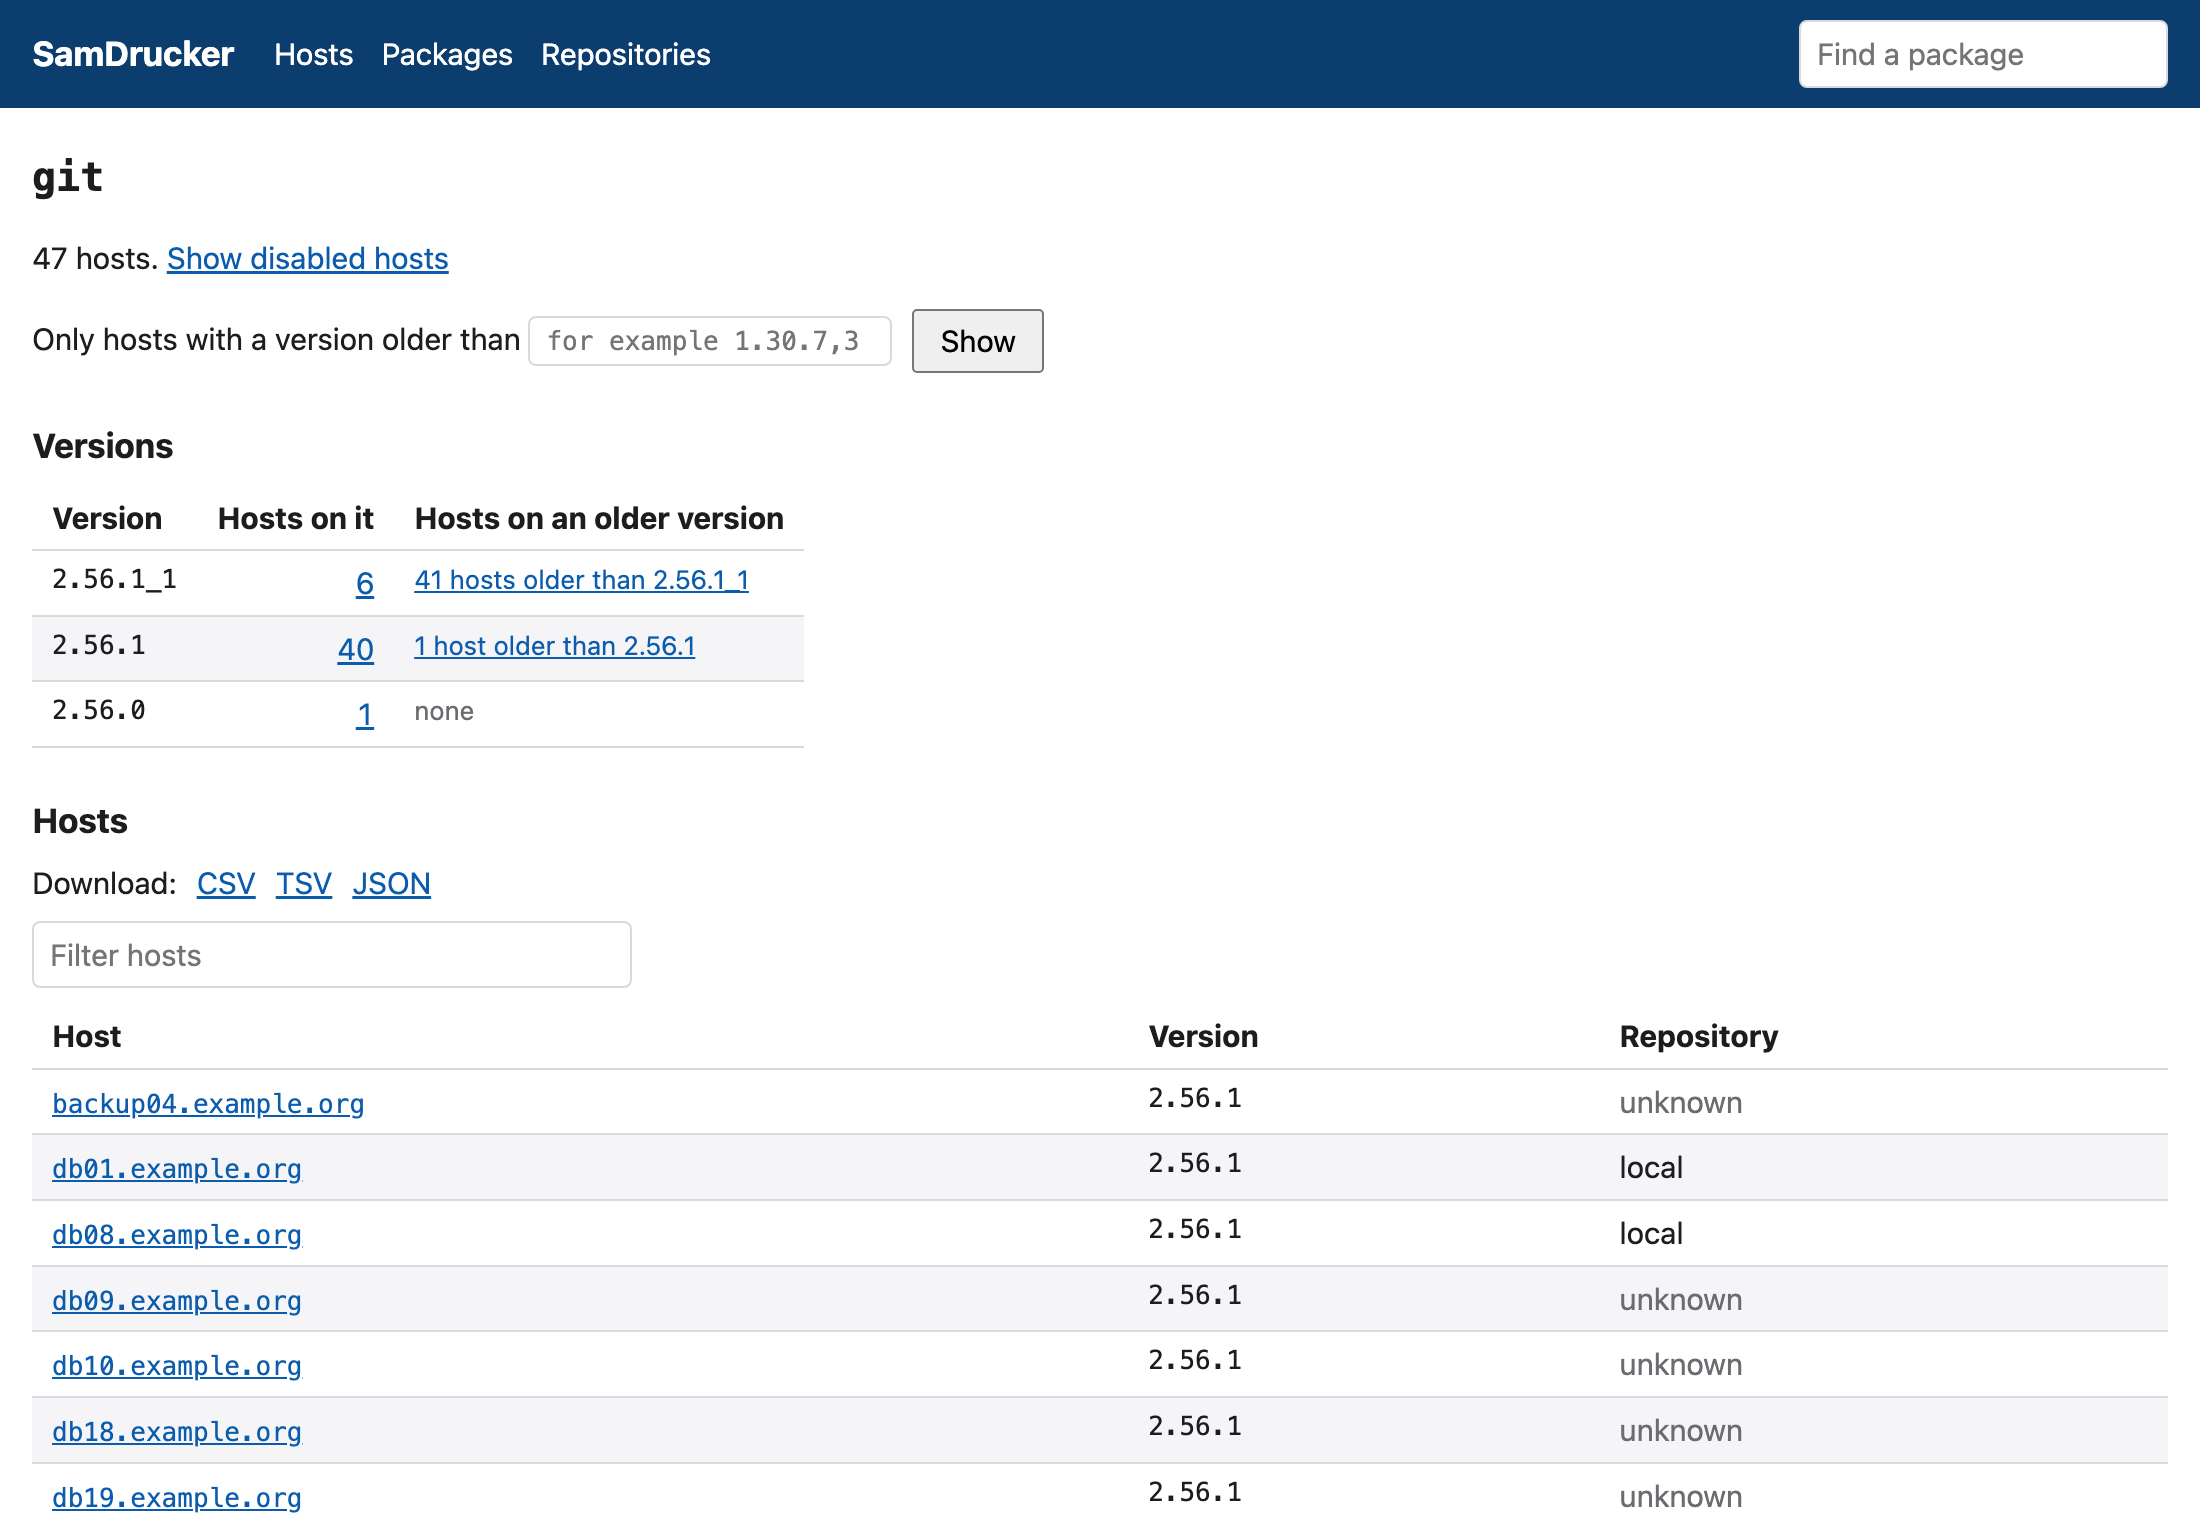 SamDrucker Hosts Packages Repositories Find a package
git
47 hosts. Show disabled hosts
Only hosts with a version older than for example 1.30.7,3 Show
Versions
Version Hosts on it Hosts on an older version
2.56.1_1 6 41 hosts older than 2.56.1_1
2.56.1 40 1 host older than 2.56.1
2.56.0 1 none
Hosts
Download: CSV TSV JSON
Filter hosts
Host Version Repository
backup04.example.org 2.56.1 unknown
db01.example.org 2.56.1 local
db08.example.org 2.56.1 local
db09.example.org 2.56.1 unknown
db10.example.org 2.56.1 unknown
db18.example.org 2.56.1 unknown
db19.example.org 2.56.1 unknown